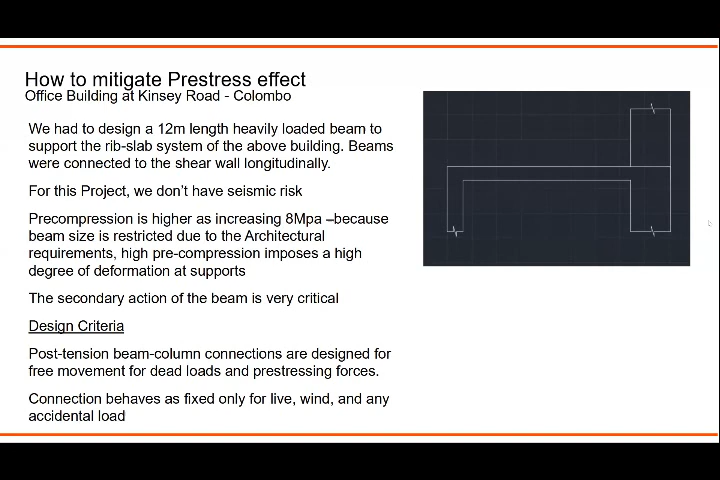 How to mitigate Prestress effect
Office Building at Kinsey Road - Colombo
We had to design a 12m length heavily loaded beam to
support the rib-slab system of the above building. Beams
were connected to the shear wall longitudinally.
For this Project, we don't have seismic risk
Precompression is higher as increasing 8Mpa –because
beam size is restricted due to the Architectural
requirements, high pre-compression imposes a high
degree of deformation at supports
The secondary action of the beam is very critical
Design Criteria
Post-tension beam-column connections are designed for
free movement for dead loads and prestressing forces.
Connection behaves as fixed only for live, wind, and any
accidental load